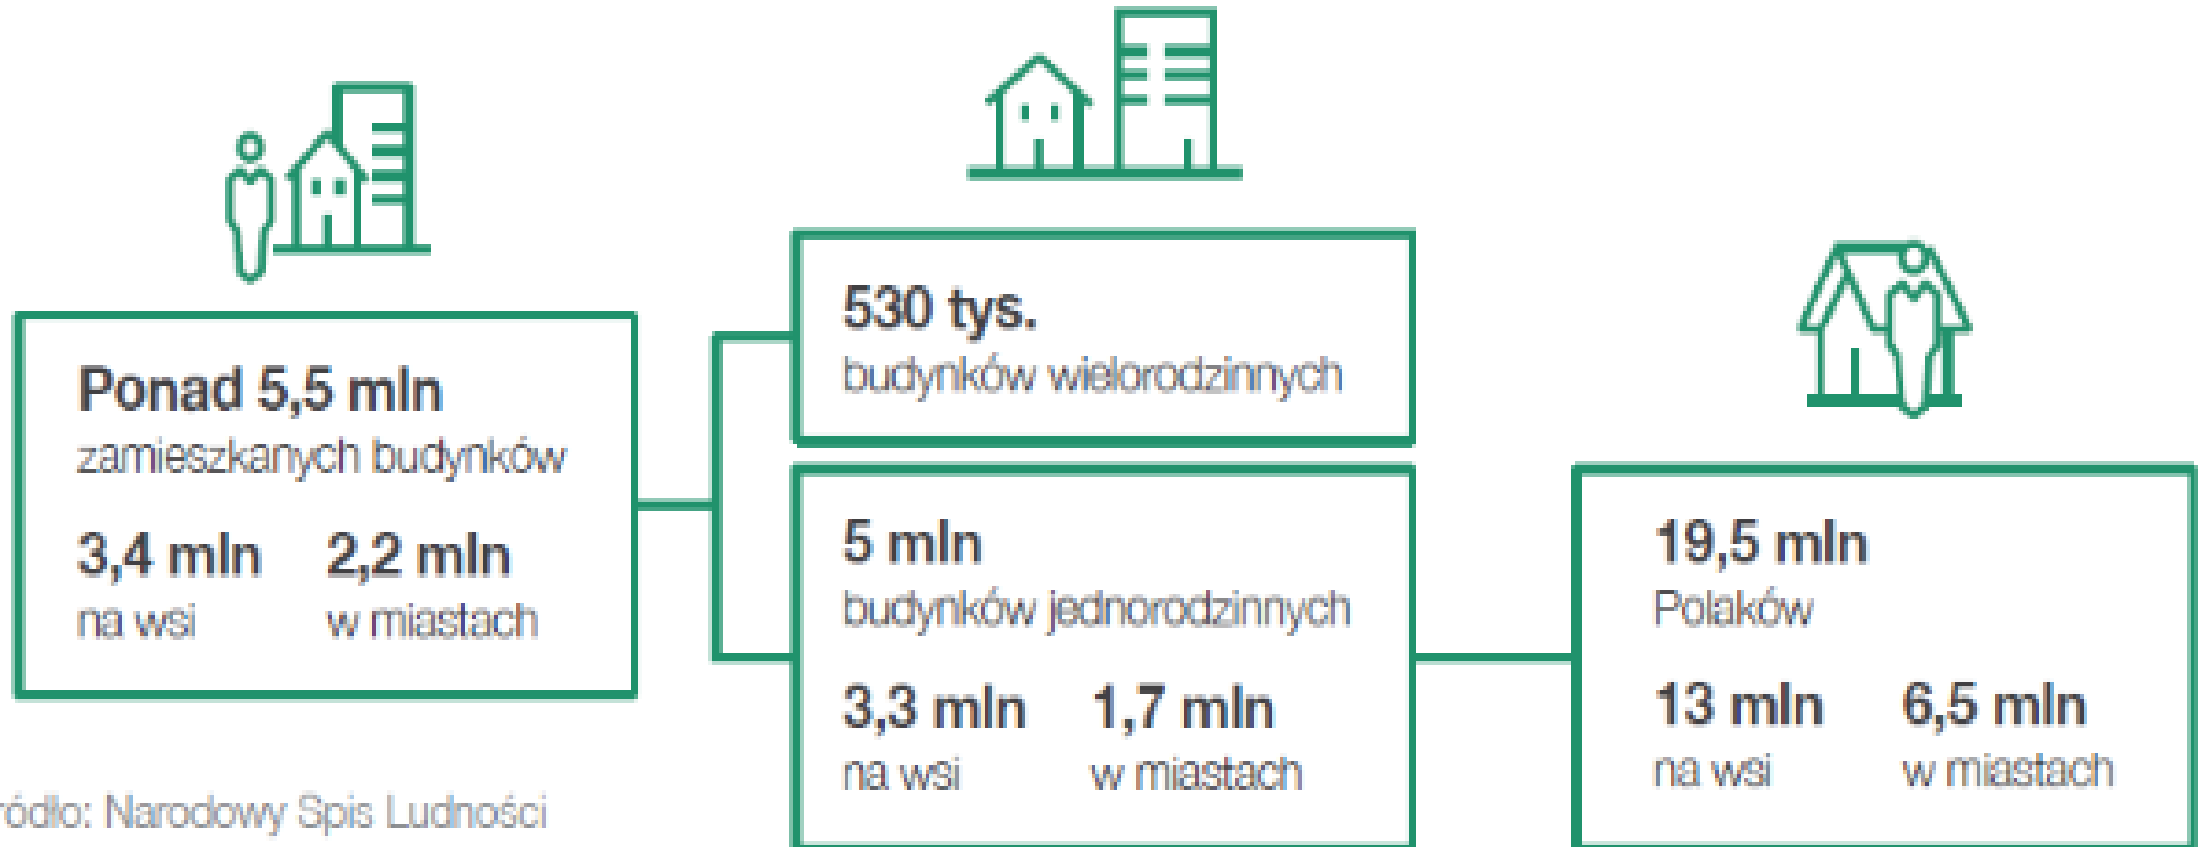 Ponad 5,5 mln
zamieszkanych budynków
3,4 mln 2,2 mln
na wsi w miastach
530 tys.
budynków wielorodzinnych
5 mln
budynków jednorodzinnych
3,3 mln 1,7 mln
na wsi w miastach
19,5 mln
Polaków
13 mln 6,5 mln
na wsi w miastach
ródło: Narodowy Spis Ludności